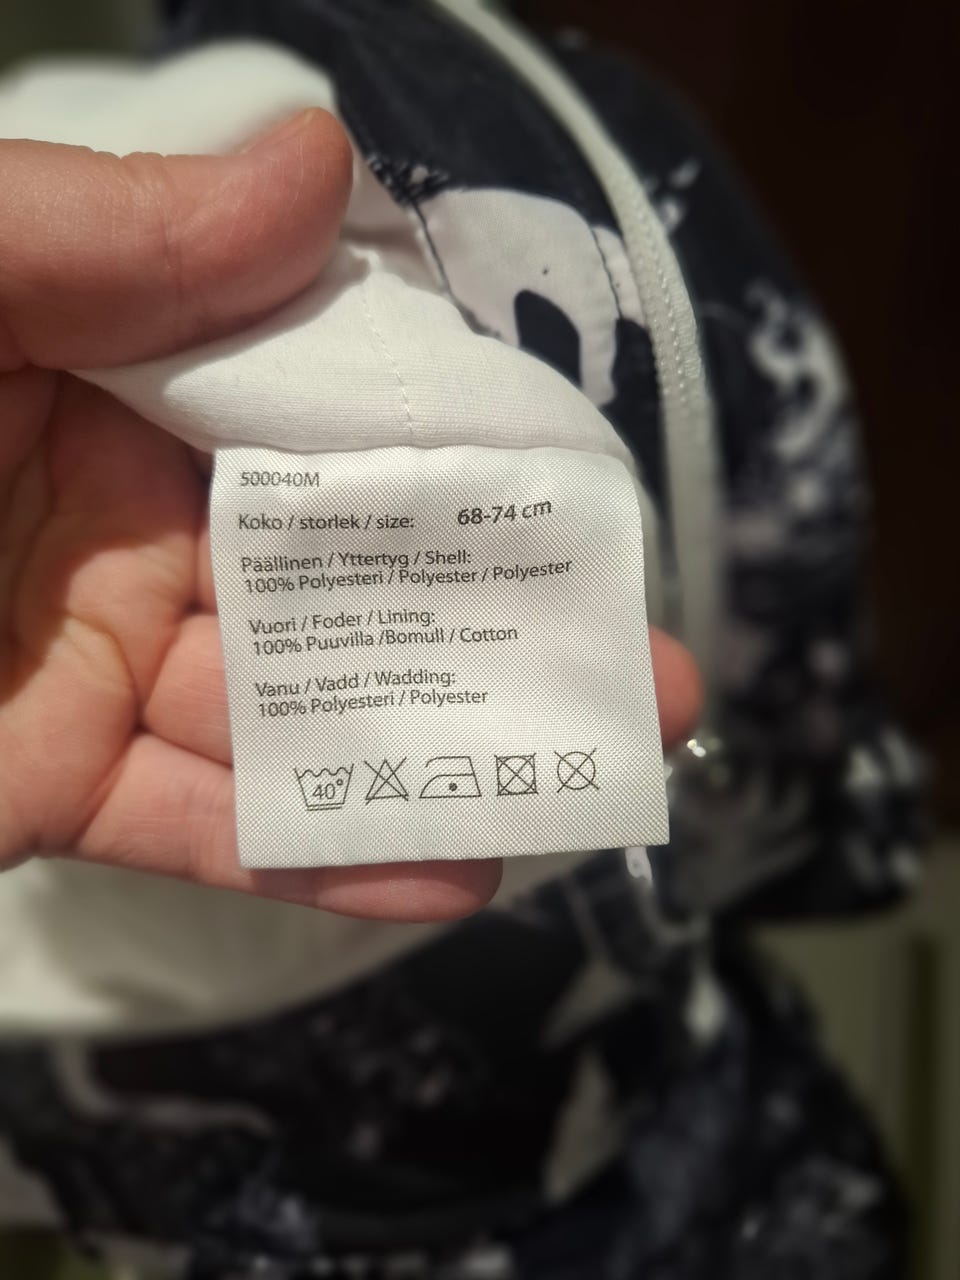 500040M
Koko / storlek / size: 68-74 cm
Päällinen / Yttertyg / Shell:
100% Polyesteri / Polyester / Polyester
Vuori / Foder / Lining:
100% Puuvilla /Bomull / Cotton
Vanu / Vadd / Wadding:
100% Polyesteri / Polyester
40°